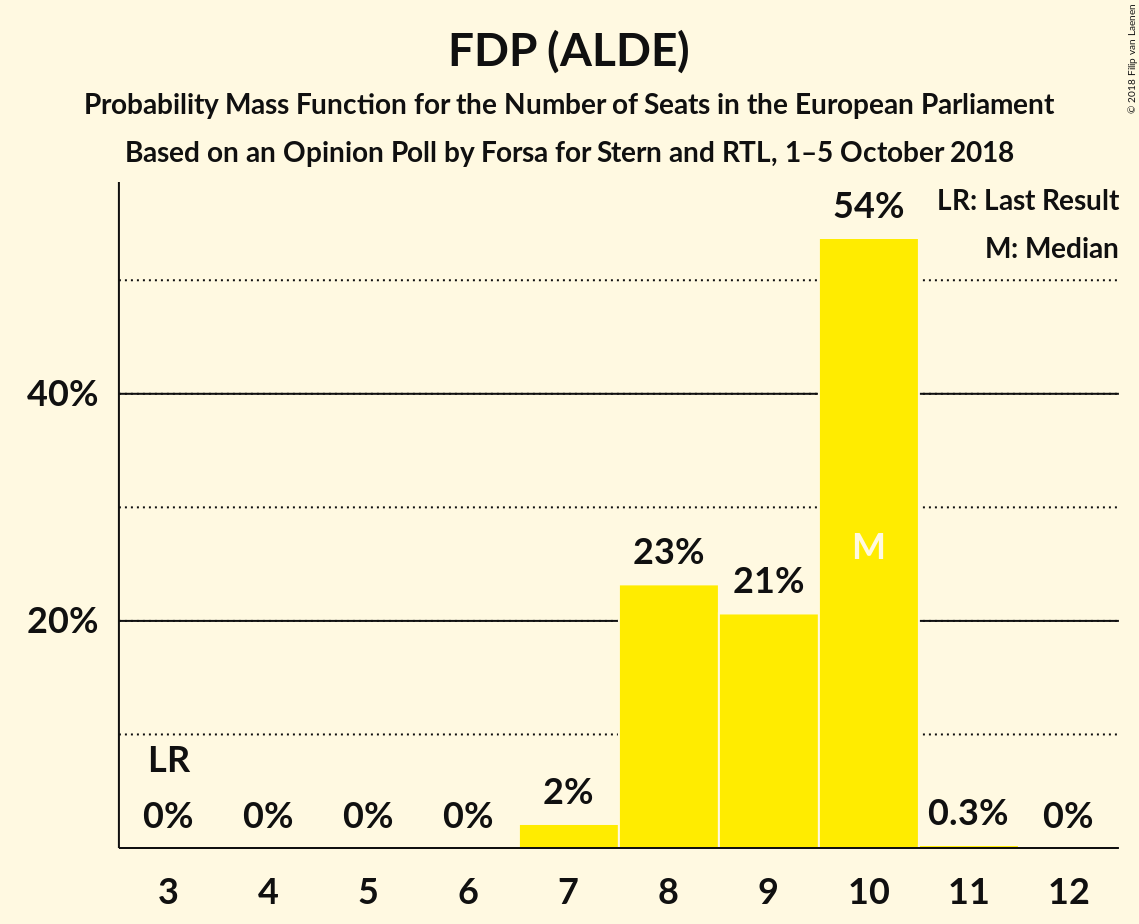 FDP (ALDE)
Probability Mass Function for the Number of Seats in the European Parliament
Based on an Opinion Poll by Forsa for Stern and RTL, 1–5 October 2018
© 2018 Filip van Laenen
LR: Last Result
M: Median
54%
40%
M
23%
21%
20%
LR
2%
0%
0%
0%
0%
0.3%
0%
3 4 5 6 7 8 9 10 11 12